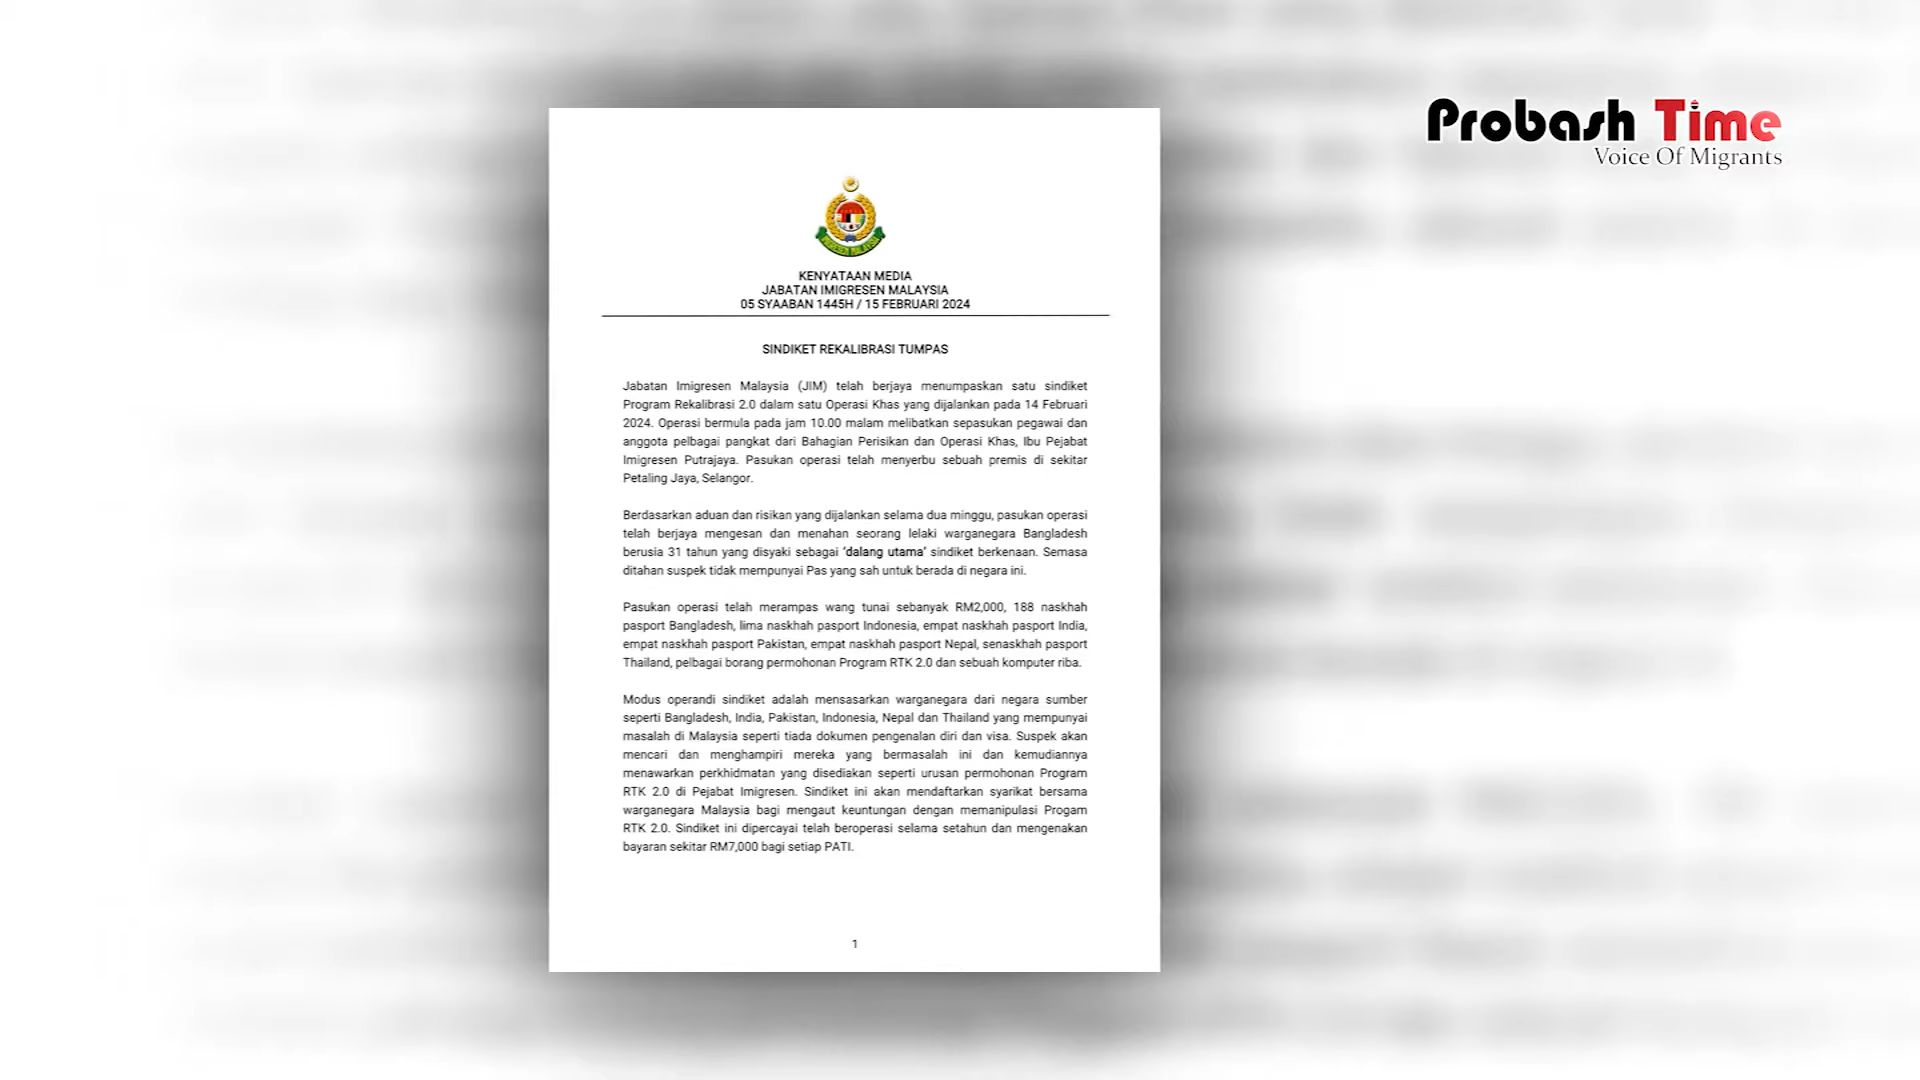 Probash Time
Voice Of Migrants
KENYATAAN MEDIA
JABATAN IMIGRESEN MALAYSIA
05 SYAABAN 1445H / 15 FEBRUARI 2024
SINDIKET REKALIBRASI TUMPAS
Jabatan Imigresen Malaysia (JIM) telah berjaya menumpaskan satu sindiket
Program Rekalibrasi 2.0 dalam satu Operasi Khas yang dijalankan pada 14 Februari
2024. Operasi bermula pada jam 10.00 malam melibatkan sepasukan pegawai dan
anggota pelbagai pangkat dari Bahagian Perisikan dan Operasi Khas, Ibu Pejabat
Imigresen Putrajaya. Pasukan operasi telah menyerbu sebuah premis di sekitar
Petaling Jaya, Selangor.
Berdasarkan aduan dan risikan yang dijalankan selama dua minggu, pasukan operasi
telah berjaya mengesan dan menahan seorang lelaki warganegara Bangladesh
berusia 31 tahun yang disyaki sebagai ‘dalang utama’ sindiket berkenaan. Semasa
ditahan suspek tidak mempunyai Pas yang sah untuk berada di negara ini.
Pasukan operasi telah merampas wang tunai sebanyak RM2,000, 188 naskhah
pasport Bangladesh, lima naskhah pasport Indonesia, empat naskhah pasport India,
empat naskhah pasport Pakistan, empat naskhah pasport Nepal, senaskhah pasport
Thailand, pelbagai borang permohonan Program RTK 2.0 dan sebuah komputer riba.
Modus operandi sindiket adalah mensasarkan warganegara dari negara sumber
seperti Bangladesh, India, Pakistan, Indonesia, Nepal dan Thailand yang mempunyai
masalah di Malaysia seperti tiada dokumen pengenalan diri dan visa. Suspek akan
mencari dan menghampiri mereka yang bermasalah ini dan kemudiannya
menawarkan perkhidmatan yang disediakan seperti urusan permohonan Program
RTK 2.0 di Pejabat Imigresen. Sindiket ini akan mendaftarkan syarikat bersama
warganegara Malaysia bagi mengaut keuntungan dengan memanipulasi Progam
RTK 2.0. Sindiket ini dipercayai telah beroperasi selama setahun dan mengenakan
bayaran sekitar RM7,000 bagi setiap PATI.
1